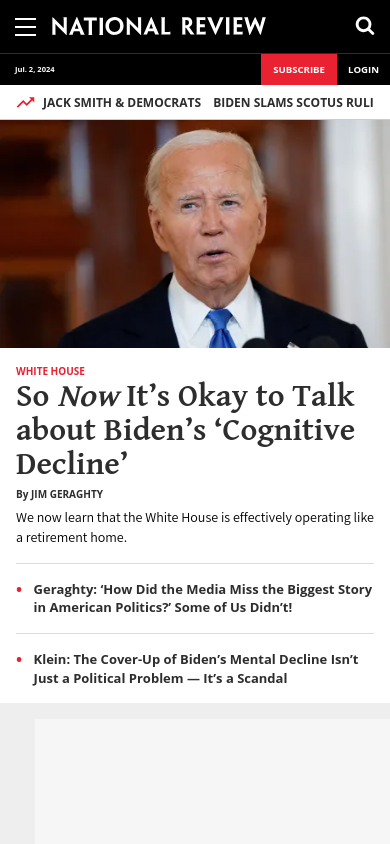 NATIONAL REVIEW
Jul. 2, 2024
SUBSCRIBE
LOGIN
JACK SMITH & DEMOCRATS BIDEN SLAMS SCOTUS RULI
WHITE HOUSE
So Now It’s Okay to Talk
about Biden’s ‘Cognitive
Decline’
By JIM GERAGHTY
We now learn that the White House is effectively operating like
a retirement home.
• Geraghty: ‘How Did the Media Miss the Biggest Story
in American Politics?’ Some of Us Didn’t!
• Klein: The Cover-Up of Biden’s Mental Decline Isn’t
Just a Political Problem — It’s a Scandal